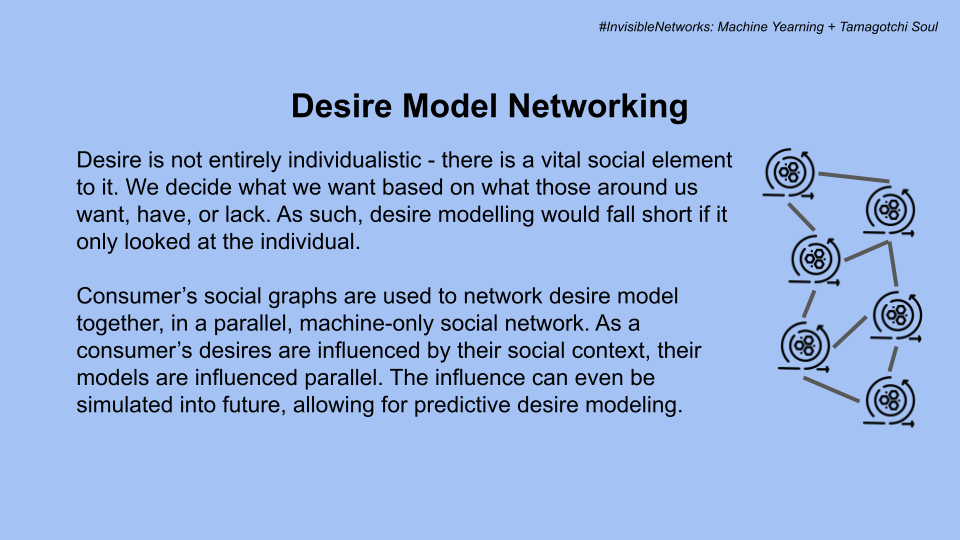 #InvisibleNetworks: Machine Yearning + Tamagotchi Soul
Desire Model Networking
Desire is not entirely individualistic - there is a vital social element
to it. We decide what we want based on what those around us
want, have, or lack. As such, desire modelling would fall short if it
only looked at the individual.
Consumer’s social graphs are used to network desire model
together, in a parallel, machine-only social network. As a
consumer’s desires are influenced by their social context, their
models are influenced parallel. The influence can even be
simulated into future, allowing for predictive desire modeling.